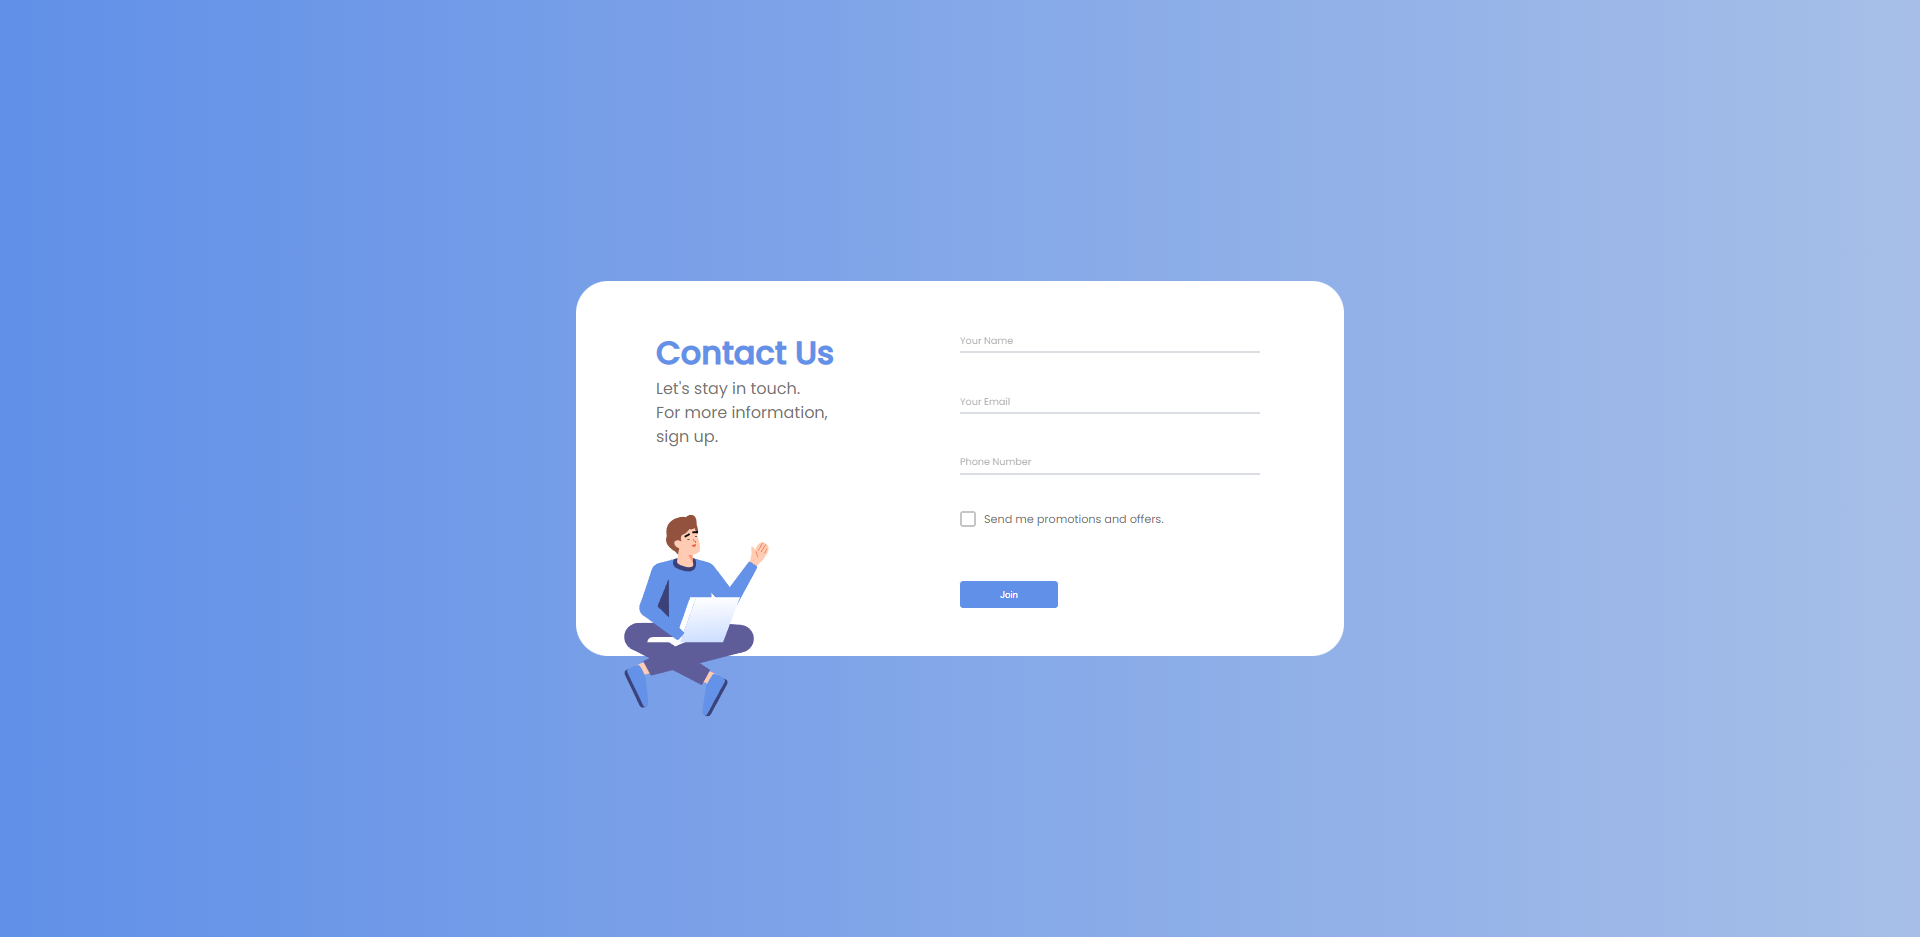 Contact Us
Let's stay in touch.
For more information,
sign up.
Your Name
Your Email
Phone Number
Send me promotions and offers.
Join